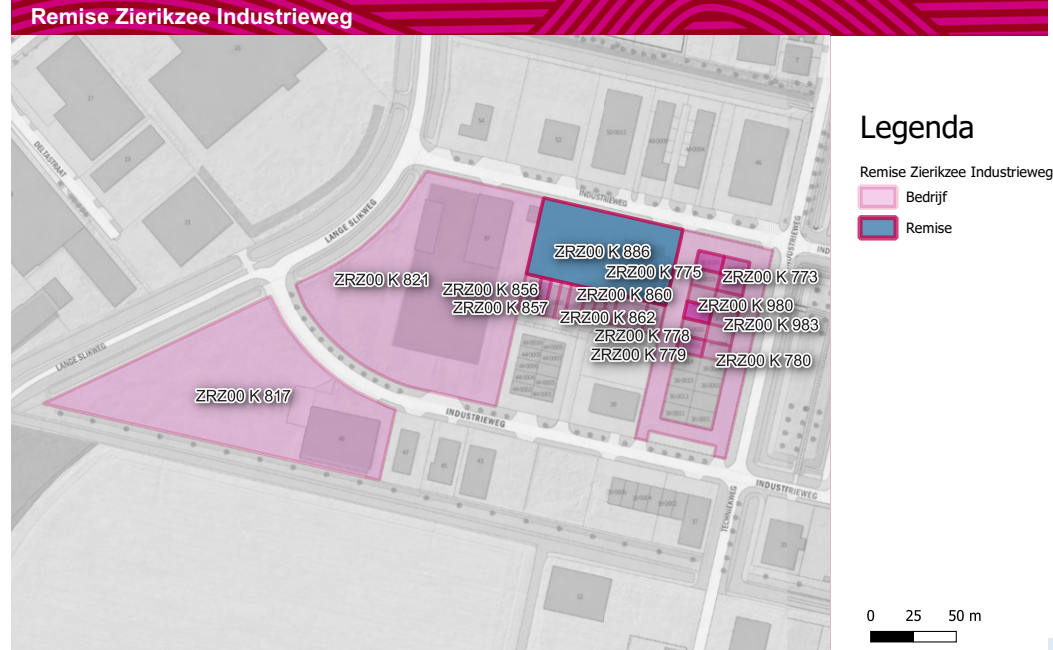 Remise Zierikzee Industrieweg
DELTASTRAAT
LANGE SLIKWEG
INDUSTRIEWEG
ZRZ00 K 886
ZRZ00 K 775
ZRZ00 K 773
ZRZ00 K 821
ZRZ00 K 856
ZRZ00 K 860
ZRZ00 K 857
ZRZ00 K 980
ZRZ00 K 862
ZRZ00 K 983
ZRZ00 K 778
ZRZ00 K 779
ZRZ00 K 780
LANGE SLIKWEG
ZRZ00 K 817
INDUSTRIEWEG
INDUSTRIEWEG
TECHNIEKWEG
Legenda
Remise Zierikzee Industrieweg
Bedrijf
Remise
0 25 50 m